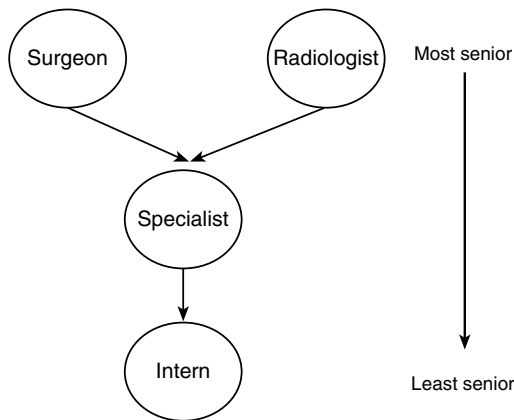 Surgeon
Radiologist
Most senior
Specialist
Intern
Least senior